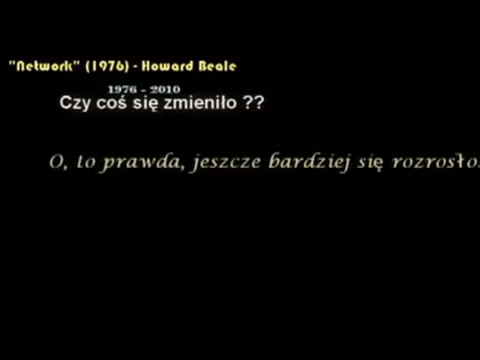 "Network" (1976) - Howard Beale
1976 - 2010
Czy coś się zmieniło ??
O, to prawda, jeszcze bardziej się rozrosło.